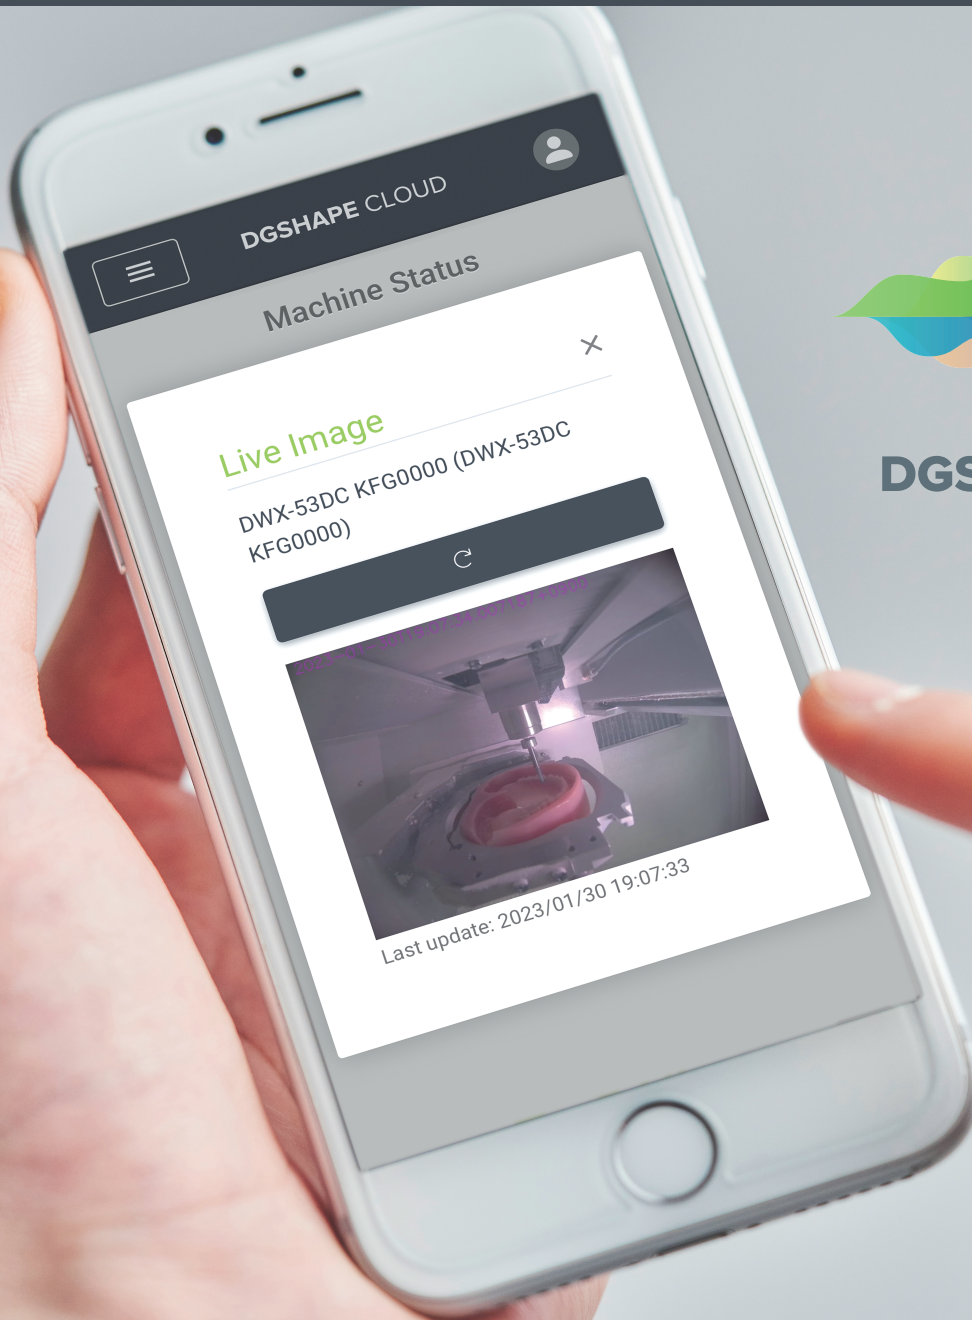 DGSHAPE CLOUD
Machine Status
Live Image
DWX-53DC KFG0000 (DWX-53DC
KFG0000)
Last update: 2023/01/30 19:07:33
DGS